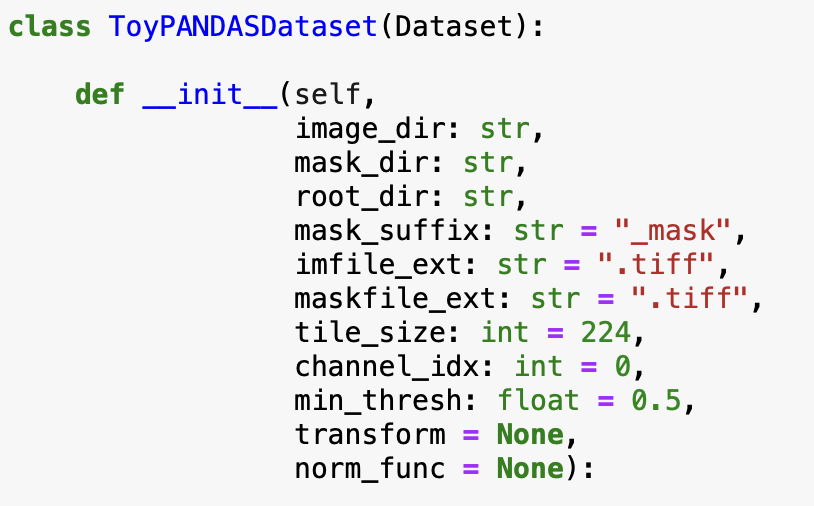 class ToyPANDASDataset(Dataset):
def __init__(self,
image_dir: str,
mask_dir: str,
root_dir: str,
mask_suffix: str = "_mask",
imfile_ext: str = ".tiff",
maskfile_ext: str = ".tiff",
tile_size: int = 224,
channel_idx: int = 0,
min_thresh: float = 0.5,
transform = None,
norm_func = None):